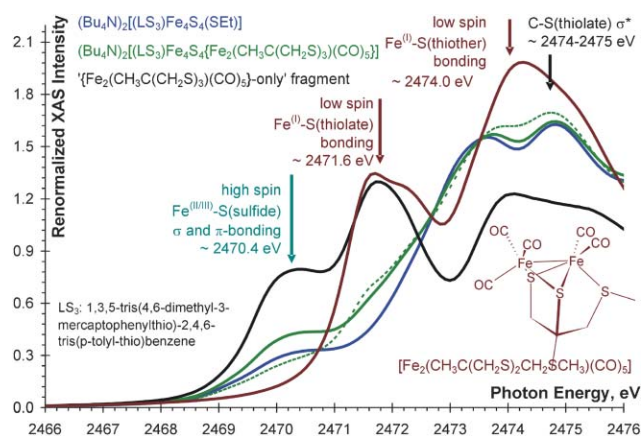 (Bu4N)2[(LS3)Fe4S4(SEt)]
(Bu4N)2[(LS3)Fe4S4{Fe2(CH3C(CH2S)3)(CO)5}]
'{Fe2(CH3C(CH2S)3)(CO)5}-only' fragment
low spin
Fe(I)-S(thiother)
bonding
~ 2474.0 eV
C-S(thiolate) σ*
~ 2474-2475 eV
low spin
Fe(I)-S(thiolate)
bonding
~ 2471.6 eV
high spin
Fe(II/III)-S(sulfide)
σ and π-bonding
~ 2470.4 eV
LS3: 1,3,5-tris(4,6-dimethyl-3-
mercaptophenylthio)-2,4,6-
tris(p-tolyl-thio)benzene
Renormalized XAS Intensity
2.1
1.8
1.5
1.2
0.9
0.6
0.3
0.0
CO
CO
CO
CO
OC
Fe
Fe
S
S
S
[Fe2(CH3C(CH2S)2CH2SCH3)(CO)5]
Photon Energy, eV
2466 2467 2468 2469 2470 2471 2472 2473 2474 2475 2476